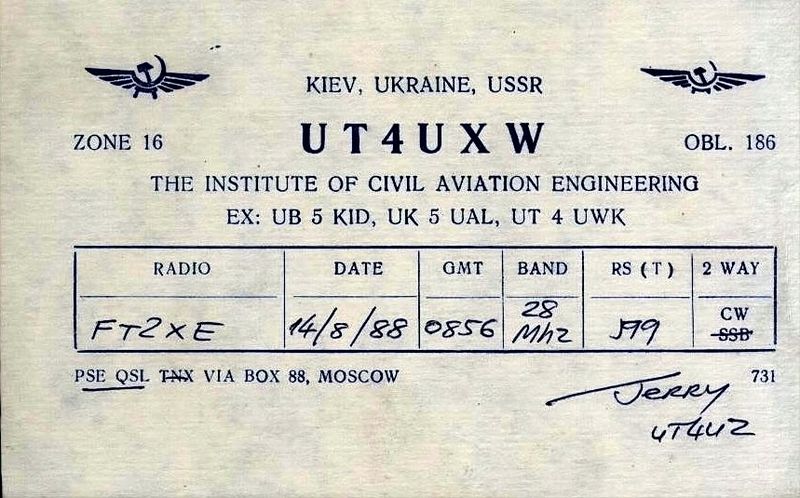 KIEV, UKRAINE, USSR
ZONE 16 UT4UXW OBL. 186
THE INSTITUTE OF CIVIL AVIATION ENGINEERING
EX: UB 5 KID, UK 5 UAL, UT 4 UWK
RADIO DATE GMT BAND RS (T) 2 WAY
FT2XE 14/8/88 0856 28 Mhz 599 CW SSB
PSE QSL TNX VIA BOX 88, MOSCOW 731
Jerry
UT4UZ